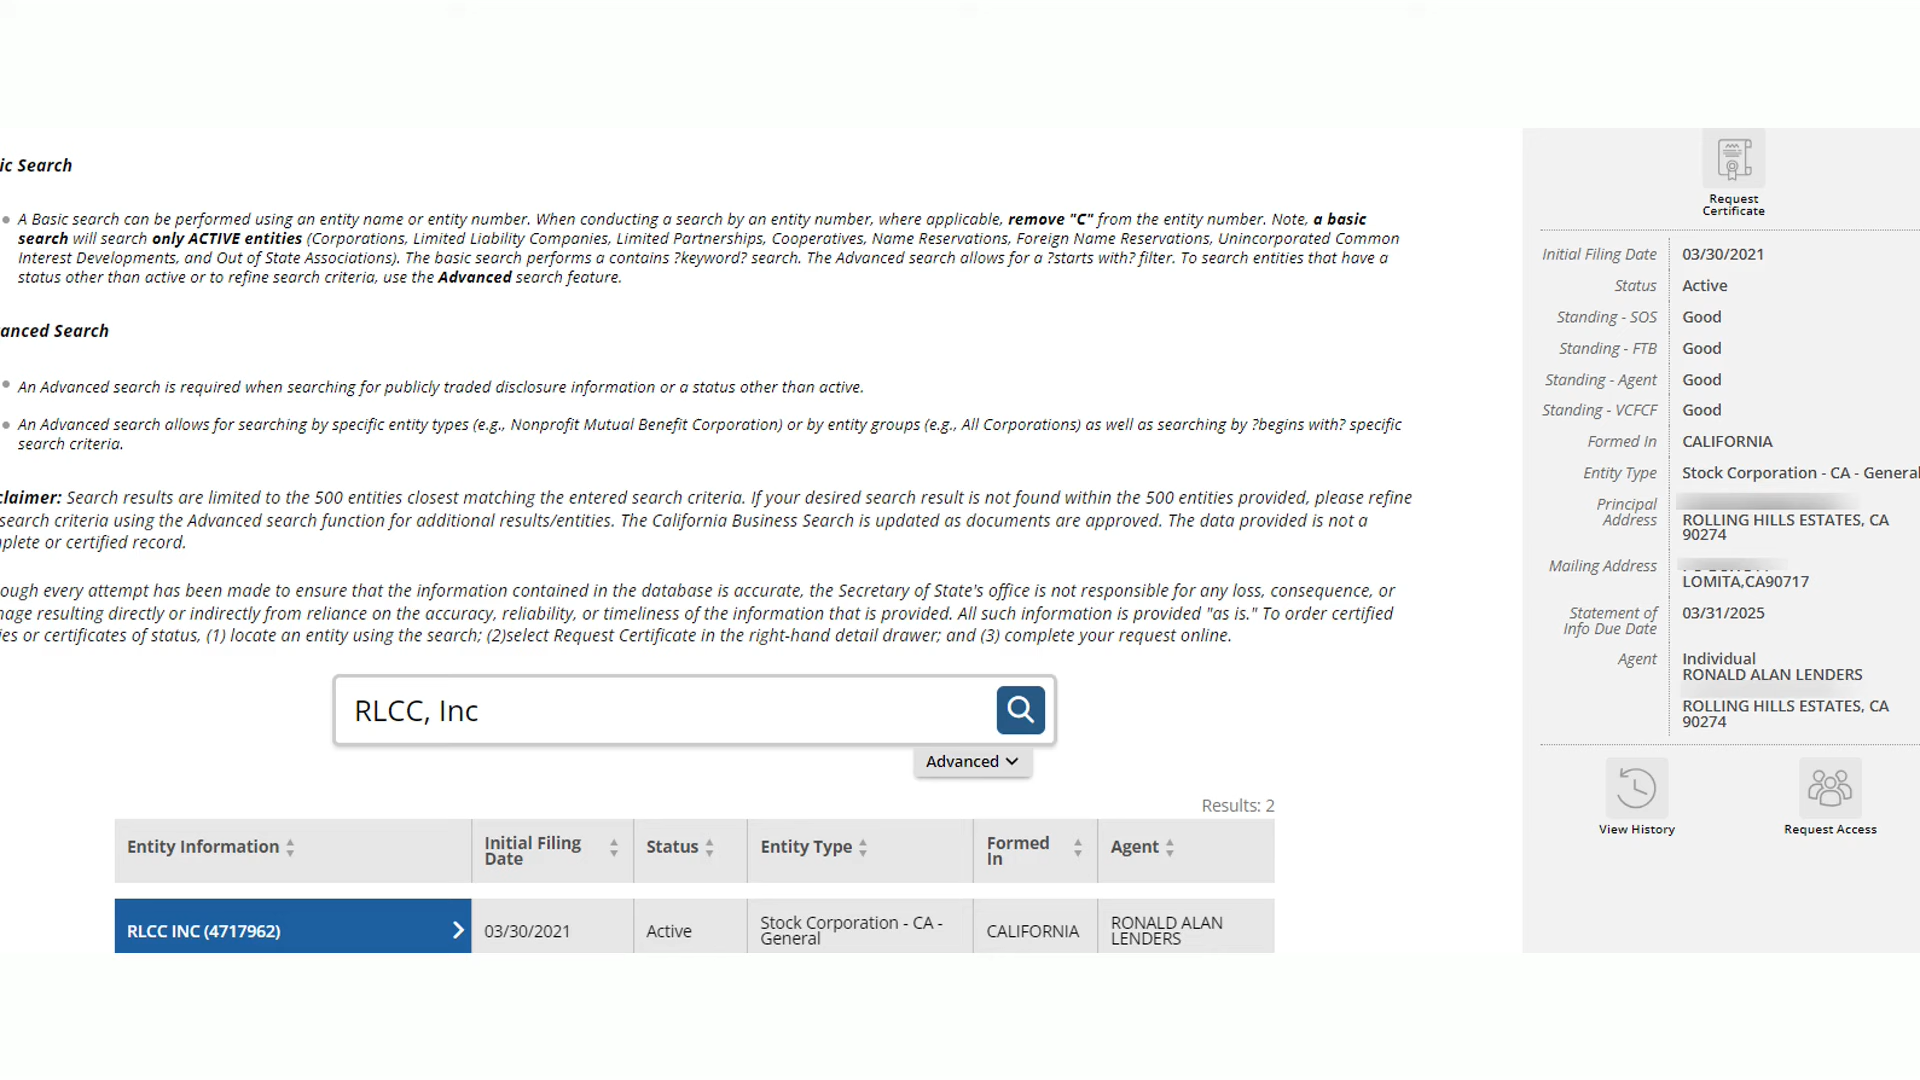 ic Search
A Basic search can be performed using an entity name or entity number. When conducting a search by an entity number, where applicable, remove "C" from the entity number. Note, a basic
search will search only ACTIVE entities (Corporations, Limited Liability Companies, Limited Partnerships, Cooperatives, Name Reservations, Foreign Name Reservations, Unincorporated Common
Interest Developments, and Out of State Associations). The basic search performs a contains ?keyword? search. The Advanced search allows for a ?starts with? filter. To search entities that have a
status other than active or to refine search criteria, use the Advanced search feature.
anced Search
An Advanced search is required when searching for publicly traded disclosure information or a status other than active.
An Advanced search allows for searching by specific entity types (e.g., Nonprofit Mutual Benefit Corporation) or by entity groups (e.g., All Corporations) as well as searching by ?begins with? specific
search criteria.
claimer: Search results are limited to the 500 entities closest matching the entered search criteria. If your desired search result is not found within the 500 entities provided, please refine
search criteria using the Advanced search function for additional results/entities. The California Business Search is updated as documents are approved. The data provided is not a
nplete or certified record.
ough every attempt has been made to ensure that the information contained in the database is accurate, the Secretary of State's office is not responsible for any loss, consequence, or
nage resulting directly or indirectly from reliance on the accuracy, reliability, or timeliness of the information that is provided. All such information is provided "as is." To order certified
ies or certificates of status, (1) locate an entity using the search; (2)select Request Certificate in the right-hand detail drawer; and (3) complete your request online.
RLCC, Inc
Advanced
Results: 2
Entity Information
Initial Filing
Date
Status
Entity Type
Formed
In
Agent
RLCC INC (4717962)
03/30/2021
Active
Stock Corporation - CA -
General
CALIFORNIA
RONALD ALAN
LENDERS
Request
Certificate
Initial Filing Date 03/30/2021
Status Active
Standing - SOS Good
Standing - FTB Good
Standing - Agent Good
Standing - VCFCF Good
Formed In CALIFORNIA
Entity Type Stock Corporation - CA - General
Principal
Address ROLLING HILLS ESTATES, CA
90274
Mailing Address
LOMITA,CA90717
Statement of 03/31/2025
Info Due Date
Agent Individual
RONALD ALAN LENDERS
ROLLING HILLS ESTATES, CA
90274
View History
Request Access